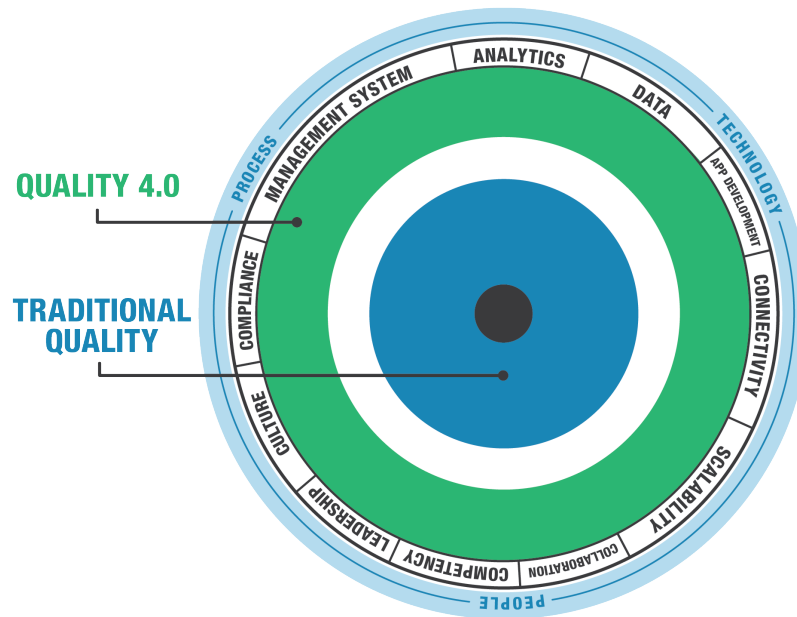 QUALITY 4.0
TRADITIONAL
QUALITY
PROCESS
TECHNOLOGY
PEOPLE
MANAGEMENT SYSTEM
ANALYTICS
DATA
APP DEVELOPMENT
CONNECTIVITY
SCALABILITY
COLLABORATION
COMPETENCY
LEADERSHIP
CULTURE
COMPLIANCE